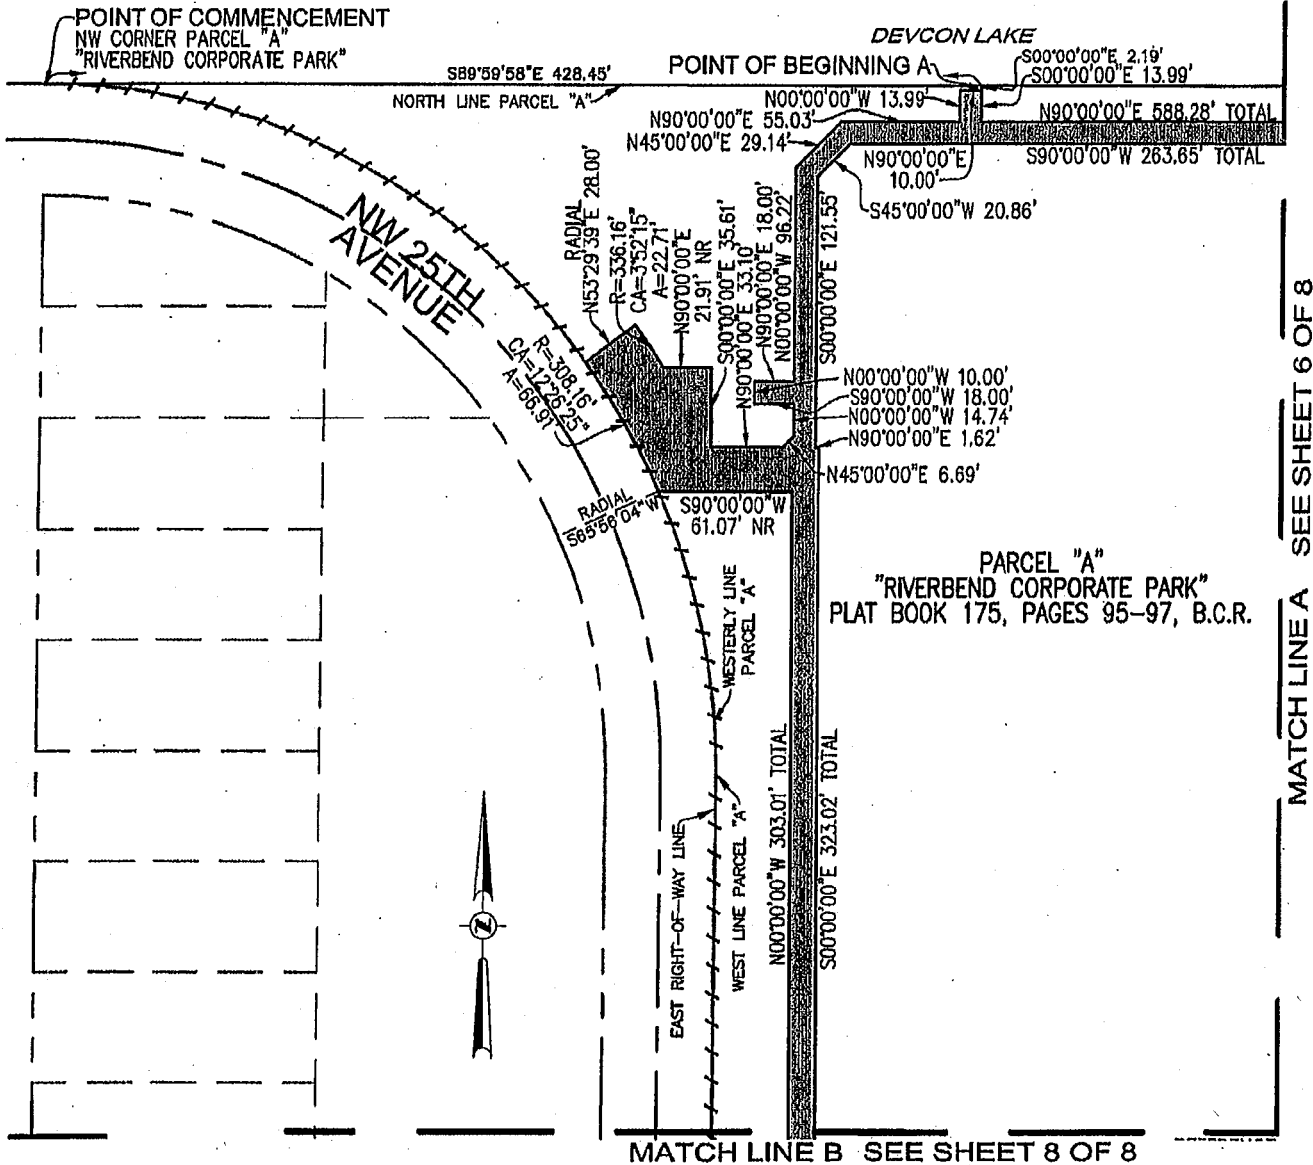 POINT OF COMMENCEMENT
NW CORNER PARCEL "A"
"RIVERBEND CORPORATE PARK"
S89°59'58"E 428.45'
NORTH LINE PARCEL "A"
DEVCON LAKE
POINT OF BEGINNING A
S00°00'00"E 2.19'
S00°00'00"E 13.99'
N00°00'00"W 13.99'
N90°00'00"E 55.03'
N45°00'00"E 29.14'
N90°00'00"E 588.28' TOTAL
N90°00'00"E
10.00'
S90°00'00"W 263.65' TOTAL
S45°00'00"W 20.86'
NW 25TH
AVENUE
RADIAL
N53°29'39"E 28.00'
R=336.16'
CA=3°52'15"
A=22.71'
N90°00'00"E
21.91' NR
S00°00'00"E 35.61'
N90°00'00"E 33.10'
N90°00'00"E 18.00'
N00°00'00"W 96.22'
S00°00'00"E 121.55'
R=308.16'
CA=12°26'25"
A=66.91'
N00°00'00"W 10.00'
S90°00'00"W 18.00'
N00°00'00"W 14.74'
N90°00'00"E 1.62'
N45°00'00"E 6.69'
RADIAL
S65°56'04"W
S90°00'00"W
61.07' NR
PARCEL "A"
"RIVERBEND CORPORATE PARK"
PLAT BOOK 175, PAGES 95-97, B.C.R.
WESTERLY LINE
PARCEL "A"
EAST RIGHT-OF-WAY LINE
WEST LINE PARCEL "A"
N00°00'00"W 303.01' TOTAL
S00°00'00"E 323.02' TOTAL
Z
MATCH LINE A SEE SHEET 6 OF 8
MATCH LINE B SEE SHEET 8 OF 8